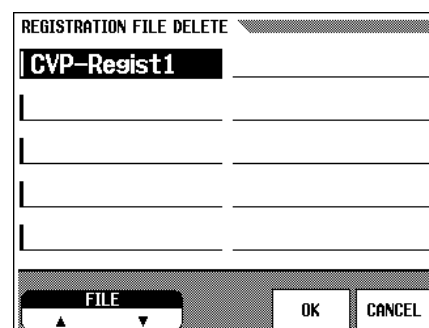 REGISTRATION FILE DELETE
CVP-Regist1
FILE
▲ ▼
OK
CANCEL